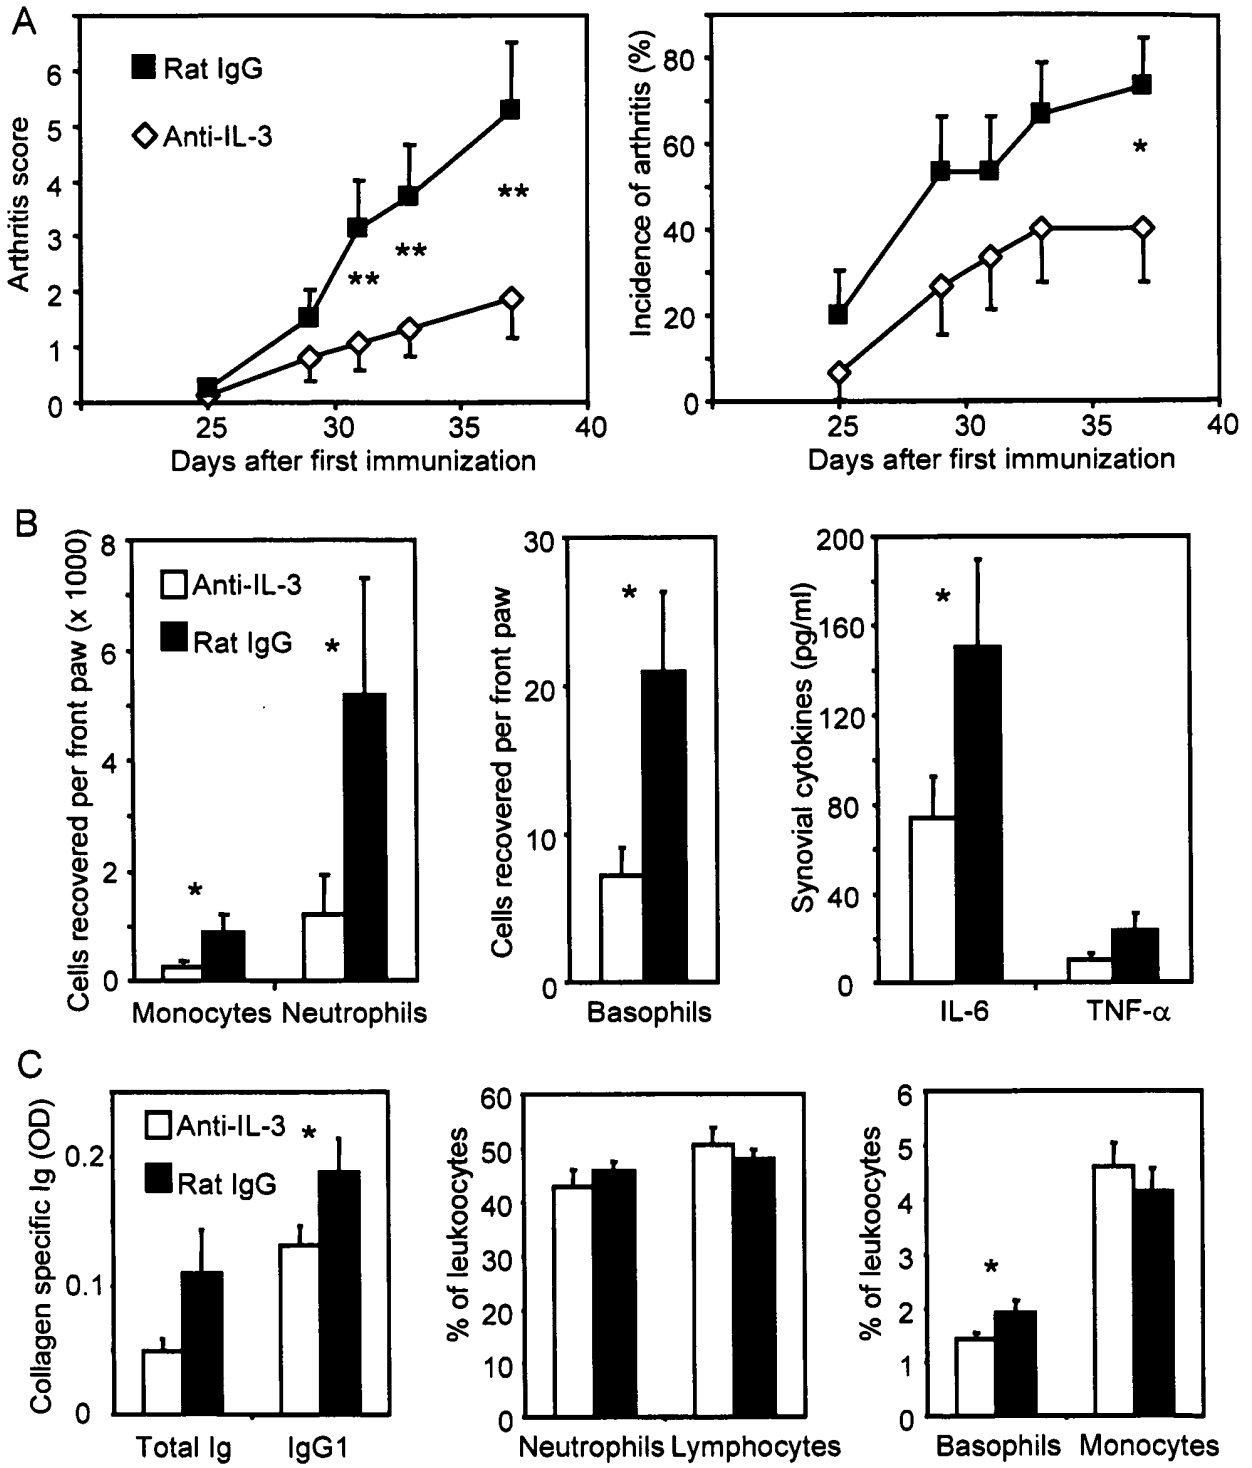 A
Arthritis score
6
5
4
3
2
1
0
Rat IgG
Anti-IL-3
**
**
**
25
30
35
40
Days after first immunization
Incidence of arthritis (%)
80
60
40
20
0
*
25
30
35
40
Days after first immunization
B
Cells recovered per front paw (x 1000)
8
6
4
2
0
Anti-IL-3
Rat IgG
*
*
Monocytes Neutrophils
Cells recovered per front paw
30
20
10
0
*
Basophils
Synovial cytokines (pg/ml)
200
160
120
80
40
0
*
IL-6
TNF-α
C
Collagen specific Ig (OD)
0.2
0.1
0
Anti-IL-3
Rat IgG
*
Total Ig
IgG1
% of leukoocytes
60
50
40
30
20
10
0
Neutrophils Lymphocytes
% of leukoocytes
6
5
4
3
2
1
0
*
Basophils Monocytes